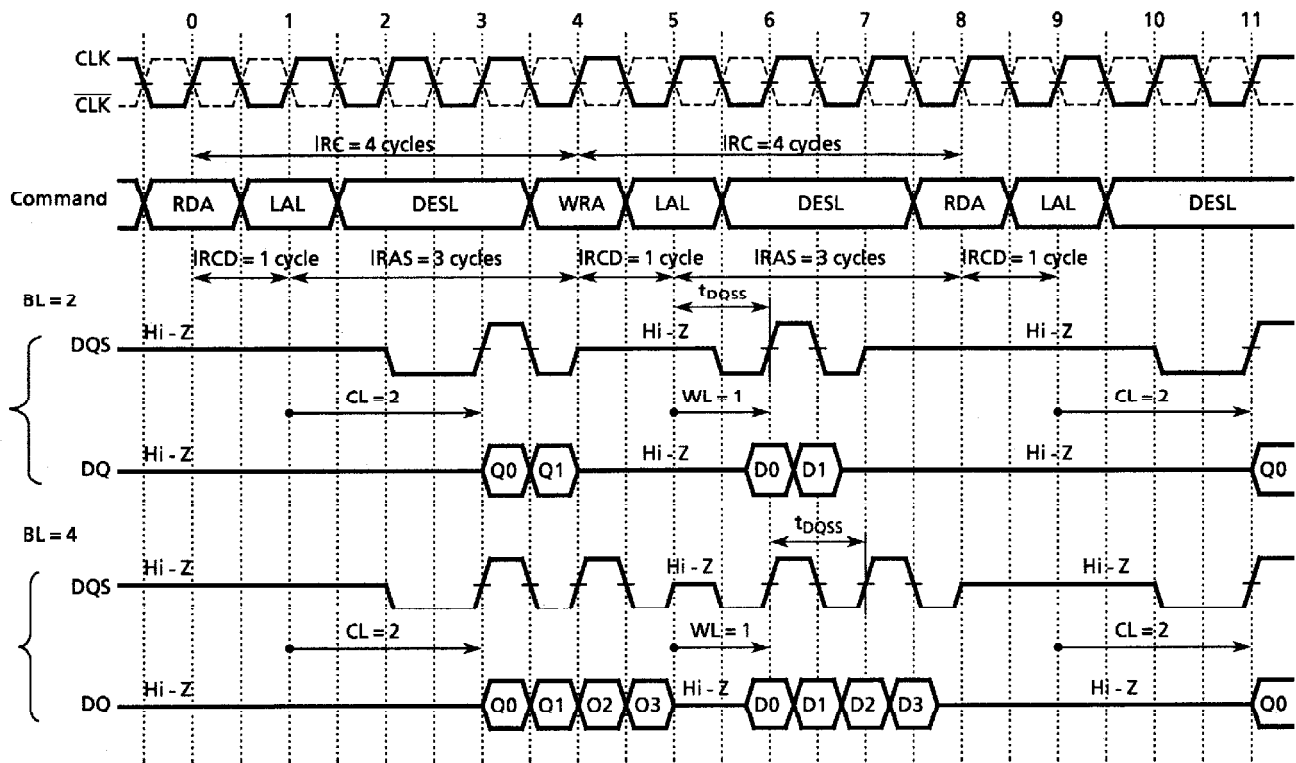 0 1 2 3 4 5 6 7 8 9 10 11
CLK
CLK
IRC = 4 cycles IRC = 4 cycles
Command RDA LAL DESL WRA LAL DESL RDA LAL DESL
IRCD = 1 cycle IRAS = 3 cycles IRCD = 1 cycle IRAS = 3 cycles IRCD = 1 cycle
BL = 2
tDQSS
DQS Hi - Z Hi - Z Hi - Z
CL = 2 WL = 1 CL = 2
DQ Hi - Z Q0 Q1 Hi - Z D0 D1 Hi - Z Q0
BL = 4
tDQSS
DQS Hi - Z Hi - Z Hi - Z
CL = 2 WL = 1 CL = 2
DQ Hi - Z Q0 Q1 Q2 Q3 Hi - Z D0 D1 D2 D3 Hi - Z Q0